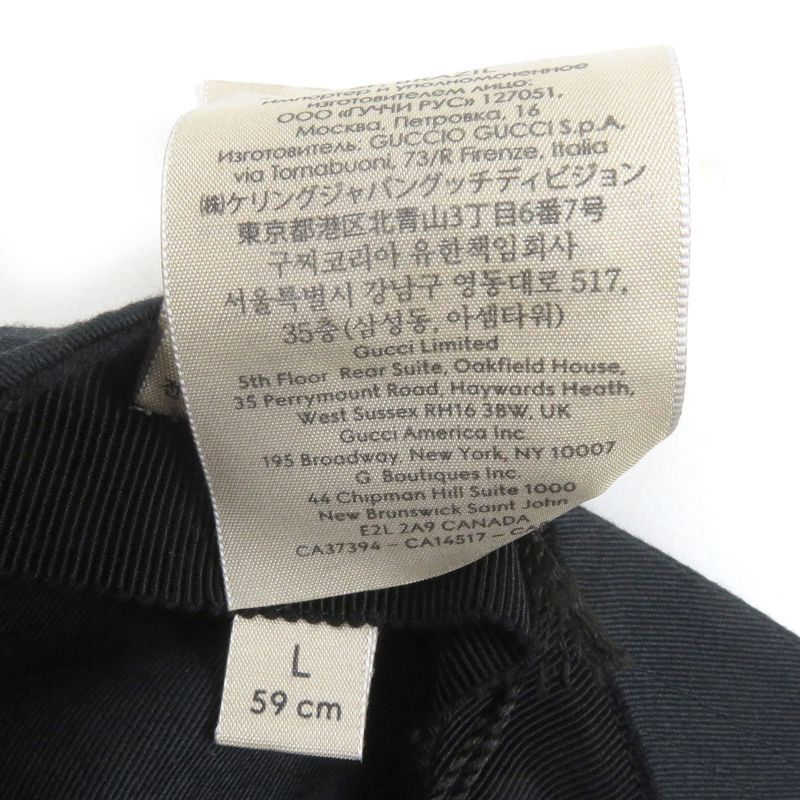 импортер и уполномоченное
изготовителем лицо:
ООО «ГУЧЧИ РУС» 127051,
Москва, Петровка, 16
Изготовитель: GUCCIO GUCCI S.p.A,
via Tornabuoni, 73/R Firenze, Italia
㈱ケリングジャパングッチディビジョン
東京都港区北青山3丁目6番7号
구찌코리아 유한책임회사
서울특별시 강남구 영동대로 517,
35층(삼성동, 아셈타워)
Gucci Limited
5th Floor Rear Suite, Oakfield House,
35 Perrymount Road, Haywards Heath,
West Sussex RH16 3BW, UK
Gucci America Inc.
195 Broadway New York, NY 10007
G Boutiques Inc.
44 Chipman Hill Suite 1000
New Brunswick Saint John
E2L 2A9 CANADA
CA37394 – CA14517 – CA
L
59 cm